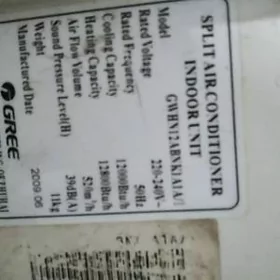 SPLIT AIR CONDITIONER
INDOOR UNIT
Model GWHN12ABNK1A1A/I
Rated Voltage 220-240V~
Rated Frequency 50Hz
Cooling Capacity 12000Btu/h
Heating Capacity 12800Btu/h
Air Flow Volume 520m³/h
Sound Pressure Level(H) 39dB(A)
Weight 11kg
Manufactured Date 2009.06
GREE